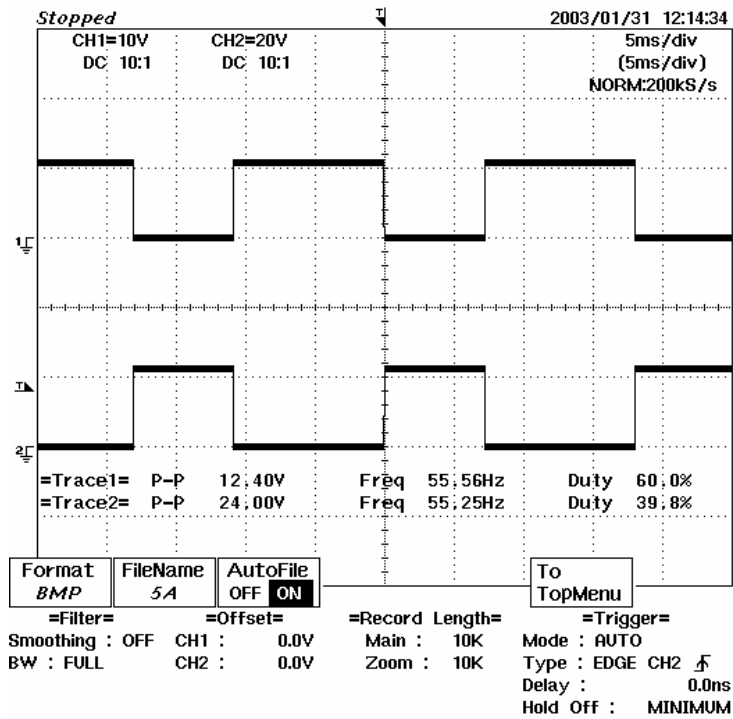 Stopped 2003/01/31 12:14:34
CH1=10V CH2=20V 5ms/div
DC 10:1 DC 10:1 (5ms/div)
NORM:200kS/s
=Trace1= P-P 12.40V Freq 55.56Hz Duty 60.0%
=Trace2= P-P 24.00V Freq 55.25Hz Duty 39.8%
Format FileName AutoFile To
BMP 5A OFF ON TopMenu
=Filter= =Offset= =Record Length= =Trigger=
Smoothing : OFF CH1 : 0.0V Main : 10K Mode : AUTO
BW : FULL CH2 : 0.0V Zoom : 10K Type : EDGE CH2
Delay : 0.0ns
Hold Off : MINIMUM
T
1
T
2